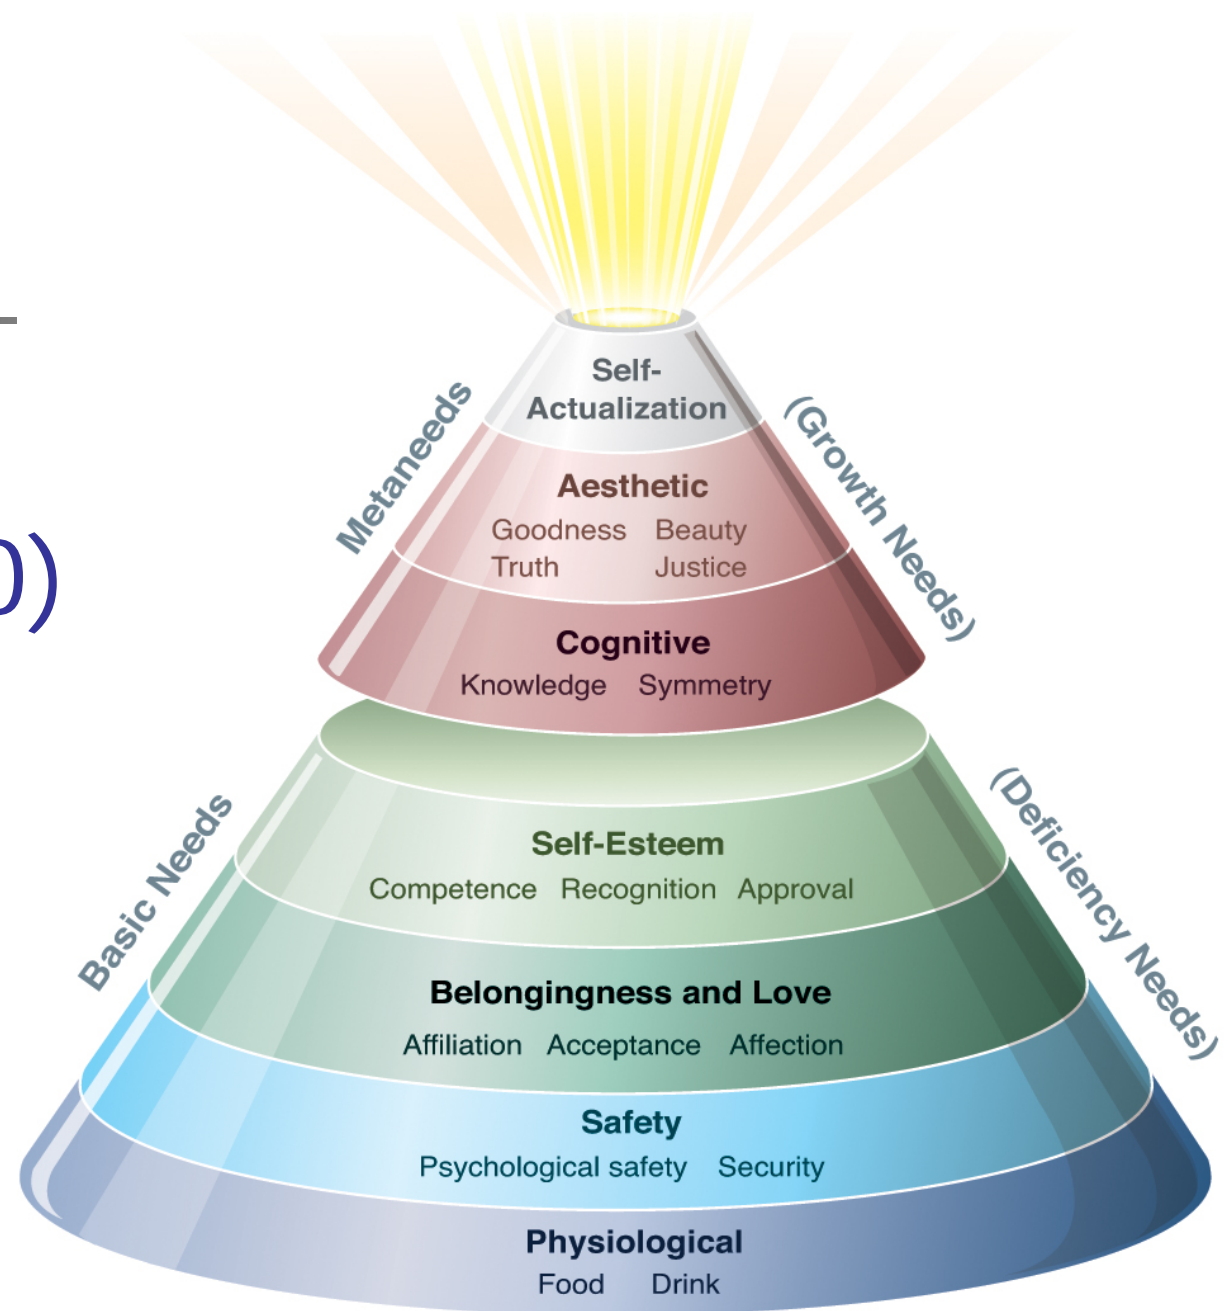 Self-
Actualization
Metaneeds
(Growth Needs)
Aesthetic
Goodness Beauty
Truth Justice
0)
Cognitive
Knowledge Symmetry
Basic Needs
(Deficiency Needs)
Self-Esteem
Competence Recognition Approval
Belongingness and Love
Affiliation Acceptance Affection
Safety
Psychological safety Security
Physiological
Food Drink